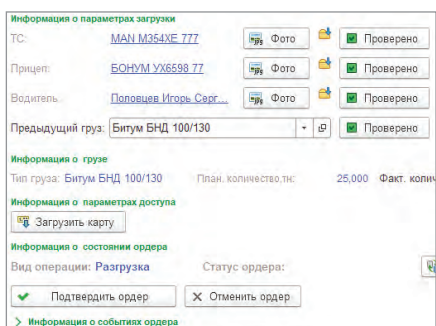 Информация о параметрах загрузки
ТС: MAN M354XE 777 Фото Проверено
Прицеп: БОНУМ УХ6598 77 Фото Проверено
Водитель: Половцев Игорь Серг... Фото Проверено
Предыдущий груз: Битум БНД 100/130 Проверено
Информация о грузе
Тип груза: Битум БНД 100/130 План. количество,тн: 25,000 Факт. колич
Информация о параметрах доступа
Загрузить карту
Информация о состоянии ордера
Вид операции: Разгрузка Статус ордера:
Подтвердить ордер Отменить ордер
Информация о событиях ордера